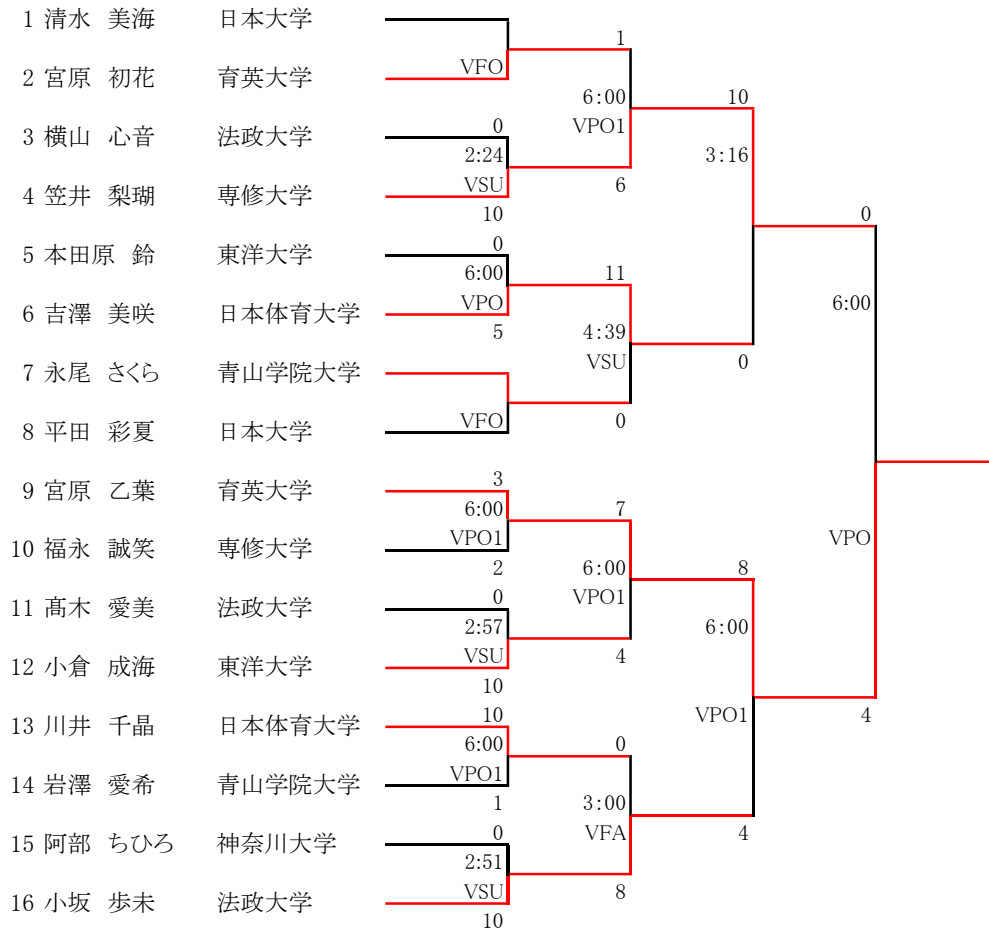 1 清水 美海 日本大学
1
VFO
2 宮原 初花 育英大学
6:00
10
VPO1
3 横山 心音 法政大学
0
2:24
3:16
VSU
6
4 笠井 梨瑚 専修大学
10
0
5 本田原 鈴 東洋大学
0
6:00
11
VPO
6:00
6 吉澤 美咲 日本体育大学
5
4:39
VSU
0
7 永尾 さくら 青山学院大学
VFO
0
8 平田 彩夏 日本大学
9 宮原 乙葉 育英大学
3
6:00
7
VPO1
VPO
10 福永 誠笑 専修大学
2
6:00
8
VPO1
11 髙木 愛美 法政大学
0
2:57
6:00
VSU
4
12 小倉 成海 東洋大学
10
13 川井 千晶 日本体育大学
10
VPO1
4
6:00
0
VPO1
14 岩澤 愛希 青山学院大学
1
3:00
VFA
4
15 阿部 ちひろ 神奈川大学
0
2:51
VSU
8
16 小坂 歩未 法政大学
10